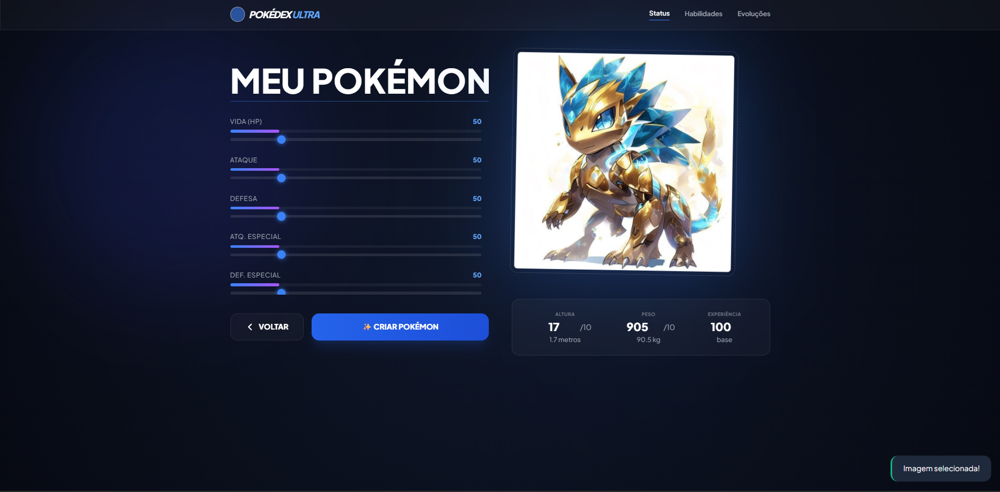 POKÉDEX ULTRA
Status Habilidades Evoluções
MEU POKÉMON
VIDA (HP) 50
ATAQUE 50
DEFESA 50
ATQ. ESPECIAL 50
DEF. ESPECIAL 50
VOLTAR
✨ CRIAR POKÉMON
ALTURA PESO EXPERIÊNCIA
17 /10 905 /10 100
1.7 metros 90.5 kg base
Imagem selecionada!